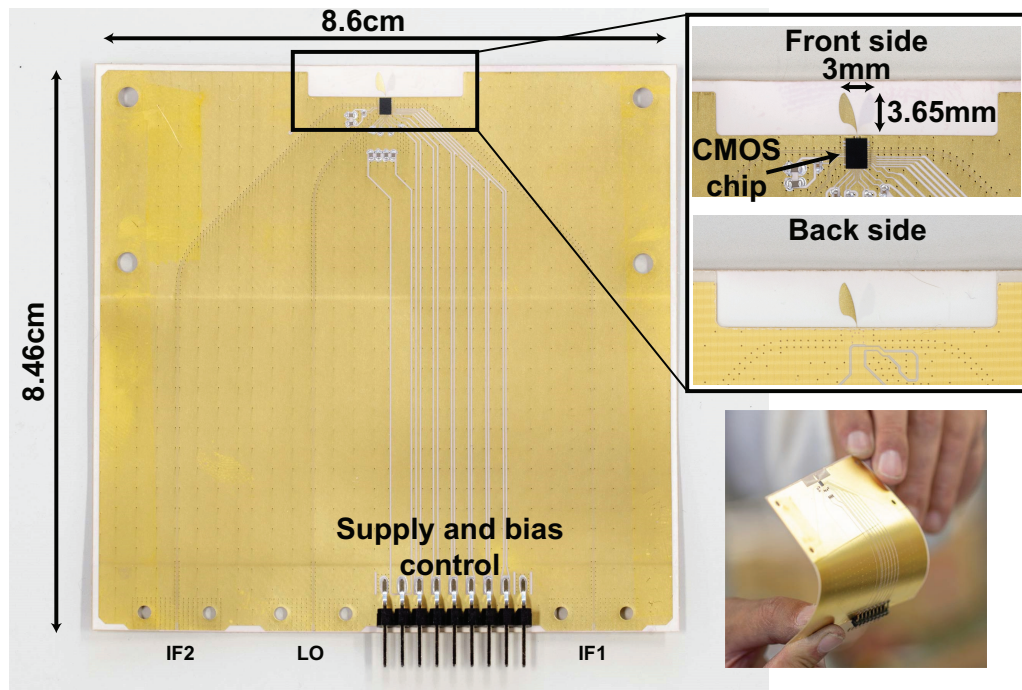 8.6cm
8.46cm
Front side
3mm
3.65mm
CMOS
chip
Back side
Supply and bias
control
IF2
LO
IF1